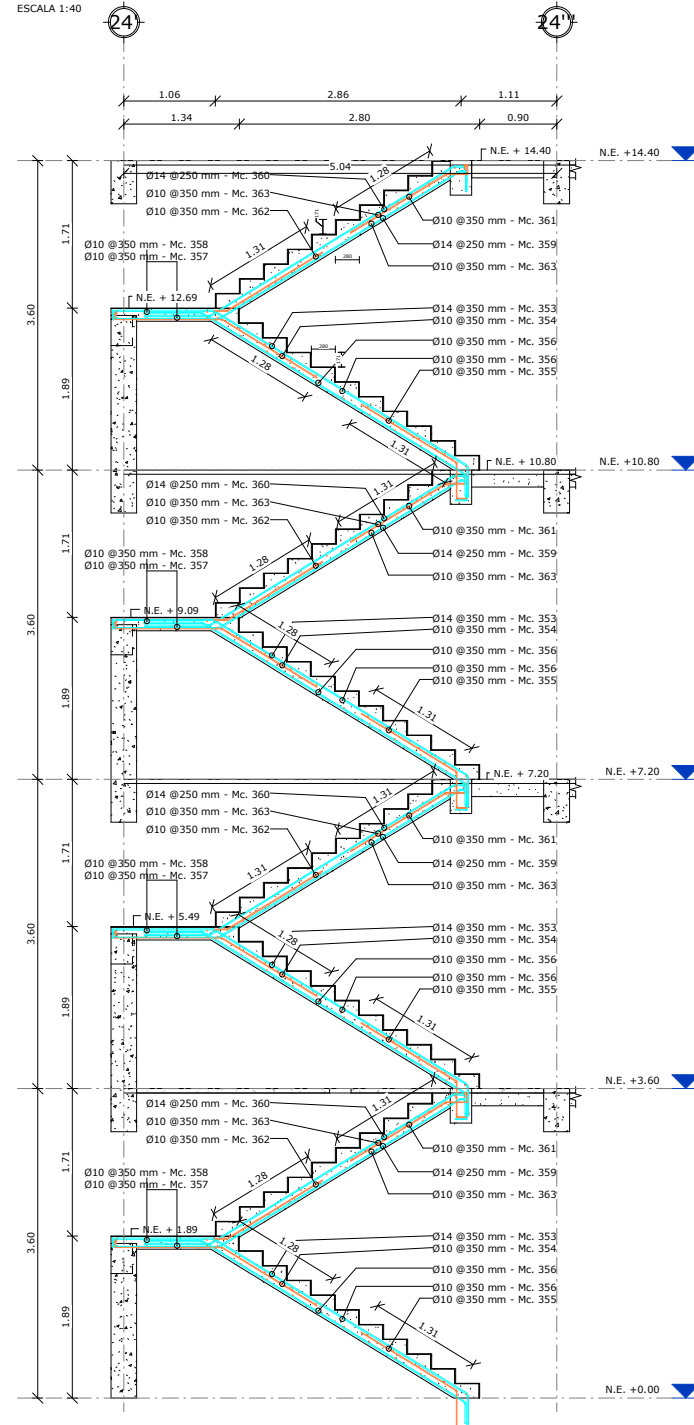 ESCALA 1:40
24' 24'''
1.06 2.86 1.11
1.34 2.80 0.90
N.E. + 14.40 N.E. +14.40
5.04
Ø14 @250 mm - Mc. 360 1.28
Ø10 @350 mm - Mc. 363
Ø10 @350 mm - Mc. 362 171 Ø10 @350 mm - Mc. 361
1.71 Ø14 @250 mm - Mc. 359
Ø10 @350 mm - Mc. 358 1.31 280 Ø10 @350 mm - Mc. 363
Ø10 @350 mm - Mc. 357
N.E. + 12.69
3.60 Ø14 @350 mm - Mc. 353
Ø10 @350 mm - Mc. 354
Ø10 @350 mm - Mc. 356
280 171
1.28 Ø10 @350 mm - Mc. 356
Ø10 @350 mm - Mc. 355
1.89
1.31
N.E. + 10.80 N.E. +10.80
Ø14 @250 mm - Mc. 360 1.31
Ø10 @350 mm - Mc. 363
Ø10 @350 mm - Mc. 362 Ø10 @350 mm - Mc. 361
1.71 Ø10 @350 mm - Mc. 358 Ø14 @250 mm - Mc. 359
Ø10 @350 mm - Mc. 357 1.28 Ø10 @350 mm - Mc. 363
N.E. + 9.09
3.60 1.28 Ø14 @350 mm - Mc. 353
Ø10 @350 mm - Mc. 354
Ø10 @350 mm - Mc. 356
Ø10 @350 mm - Mc. 356
Ø10 @350 mm - Mc. 355
1.89 1.31
N.E. + 7.20 N.E. +7.20
Ø14 @250 mm - Mc. 360 1.31
Ø10 @350 mm - Mc. 363
Ø10 @350 mm - Mc. 362 Ø10 @350 mm - Mc. 361
1.71 Ø10 @350 mm - Mc. 358 Ø14 @250 mm - Mc. 359
Ø10 @350 mm - Mc. 357 1.31 Ø10 @350 mm - Mc. 363
N.E. + 5.49
3.60 1.28 Ø14 @350 mm - Mc. 353
Ø10 @350 mm - Mc. 354
Ø10 @350 mm - Mc. 356
Ø10 @350 mm - Mc. 356
Ø10 @350 mm - Mc. 355
1.89 1.31
N.E. +3.60
Ø14 @250 mm - Mc. 360 1.31
Ø10 @350 mm - Mc. 363
Ø10 @350 mm - Mc. 362 Ø10 @350 mm - Mc. 361
1.71 Ø10 @350 mm - Mc. 358 Ø14 @250 mm - Mc. 359
Ø10 @350 mm - Mc. 357 1.28 Ø10 @350 mm - Mc. 363
N.E. + 1.89
3.60 1.28 Ø14 @350 mm - Mc. 353
Ø10 @350 mm - Mc. 354
Ø10 @350 mm - Mc. 356
Ø10 @350 mm - Mc. 356
Ø10 @350 mm - Mc. 355
1.89 1.31
N.E. +0.00